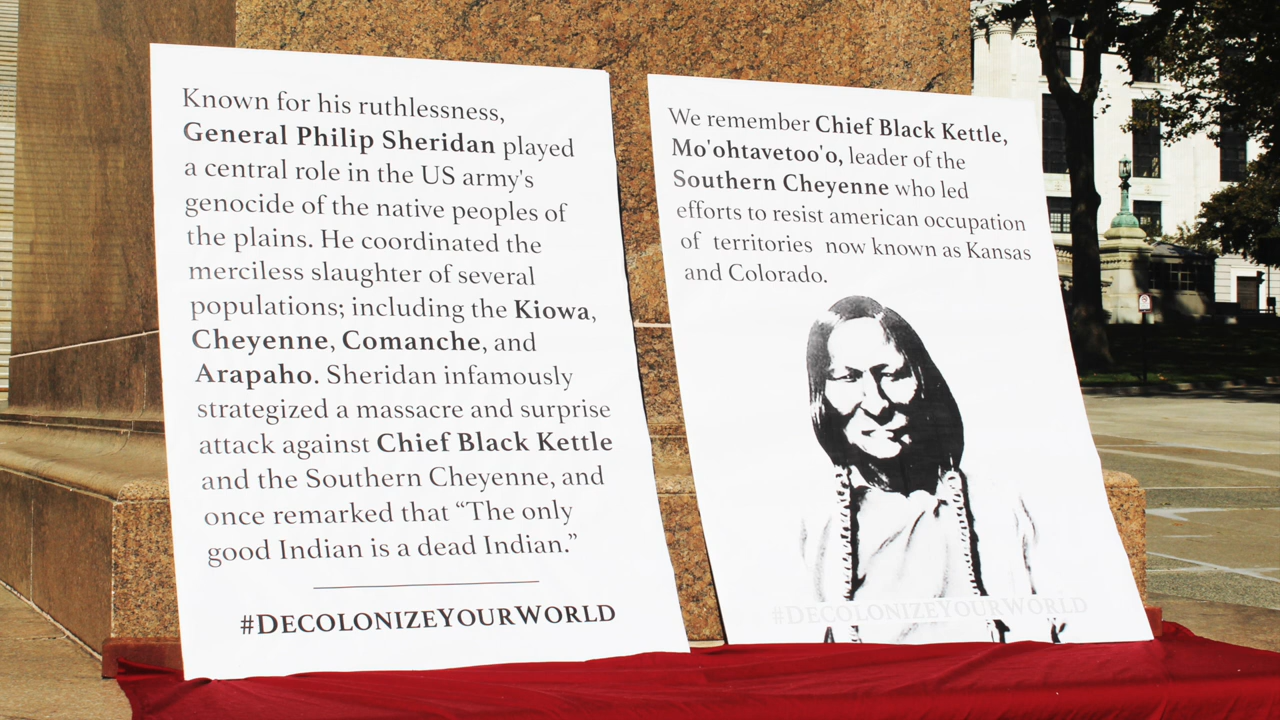 Known for his ruthlessness,
General Philip Sheridan played
a central role in the US army's
genocide of the native peoples of
the plains. He coordinated the
merciless slaughter of several
populations; including the Kiowa,
Cheyenne, Comanche, and
Arapaho. Sheridan infamously
strategized a massacre and surprise
attack against Chief Black Kettle
and the Southern Cheyenne, and
once remarked that “The only
good Indian is a dead Indian.”
#DECOLONIZEYOURWORLD
We remember Chief Black Kettle,
Mo'ohtavetoo'o, leader of the
Southern Cheyenne who led
efforts to resist american occupation
of territories now known as Kansas
and Colorado.
#DECOLONIZEYOURWORLD